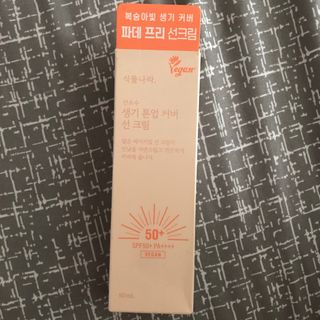 복숭아빛 생기 커버
파데 프리 선크림
vegan
식물나라.
산소수
생기 톤업 커버
선 크림
50+
SPF50+ PA++++
VEGAN
50mL